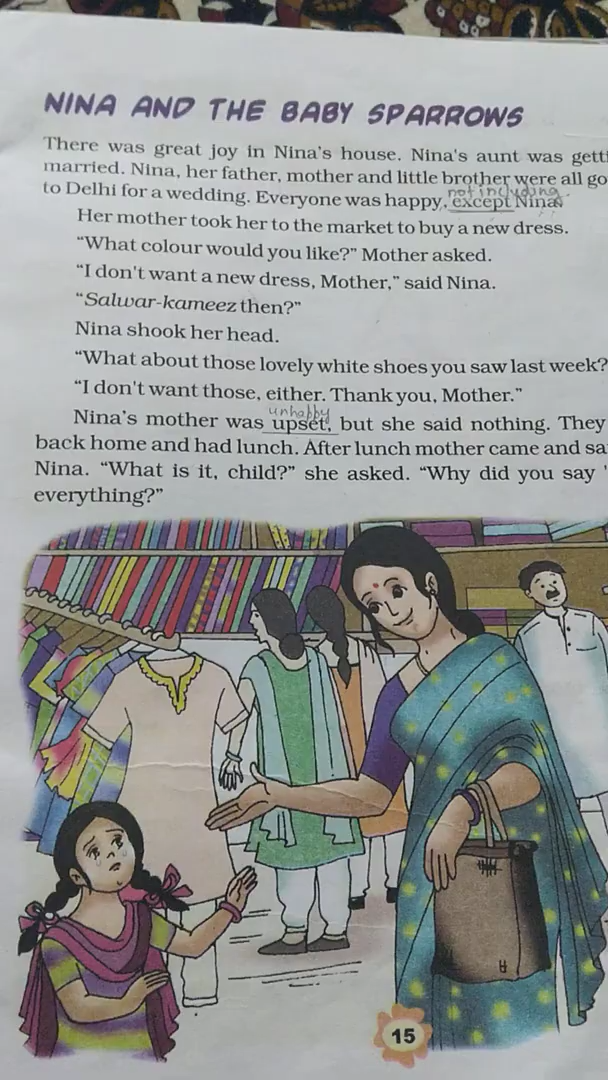 NINA AND THE BABY SPARROWS
There was great joy in Nina's house. Nina's aunt was getti
married. Nina, her father, mother and little brother were all go
not including
to Delhi for a wedding. Everyone was happy, except Nina.
Her mother took her to the market to buy a new dress.
"What colour would you like?" Mother asked.
"I don't want a new dress, Mother," said Nina.
"Salwar-kameez then?"
Nina shook her head.
"What about those lovely white shoes you saw last week?
"I don't want those, either. Thank you, Mother."
unhappy
Nina's mother was upset, but she said nothing. They
back home and had lunch. After lunch mother came and sa
Nina. "What is it, child?" she asked. "Why did you say '
everything?"
15